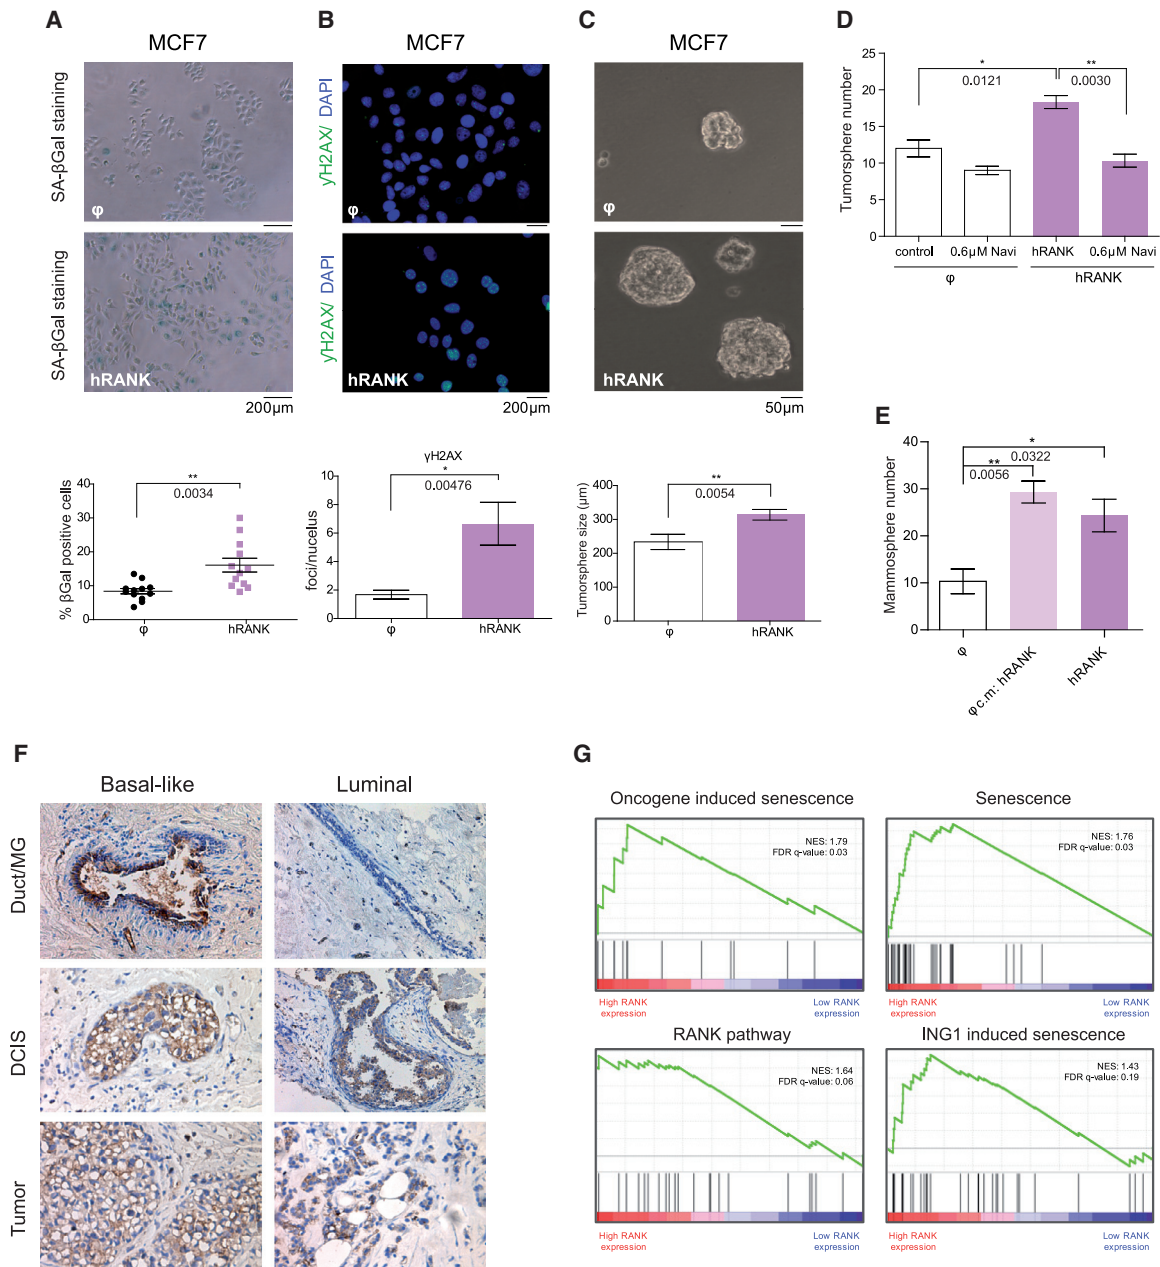 A
MCF7
SA-βGal staining
φ
SA-βGal staining
hRANK
200µm
**
0.0034
% βGal positive cells
40
30
20
10
0
φ
hRANK
B
MCF7
γH2AX/ DAPI
φ
γH2AX/ DAPI
hRANK
200µm
γH2AX
*
0.00476
foci/nucelus
10
8
6
4
2
0
φ
hRANK
C
MCF7
φ
hRANK
50µm
**
0.0054
Tumorsphere size (µm)
400
300
200
100
0
φ
hRANK
D
Tumorsphere number
25
20
15
10
5
0
*
0.0121
**
0.0030
control
0.6µM Navi
hRANK
0.6µM Navi
φ
hRANK
E
Mammosphere number
40
30
20
10
0
*
0.0322
**
0.0056
φ
φ c.m: hRANK
hRANK
F
Basal-like
Luminal
Duct/MG
DCIS
Tumor
G
Oncogene induced senescence
NES: 1.79
FDR q-value: 0.03
High RANK
expression
Low RANK
expression
Senescence
NES: 1.76
FDR q-value: 0.03
High RANK
expression
Low RANK
expression
RANK pathway
NES: 1.64
FDR q-value: 0.06
High RANK
expression
Low RANK
expression
ING1 induced senescence
NES: 1.43
FDR q-value: 0.19
High RANK
expression
Low RANK
expression